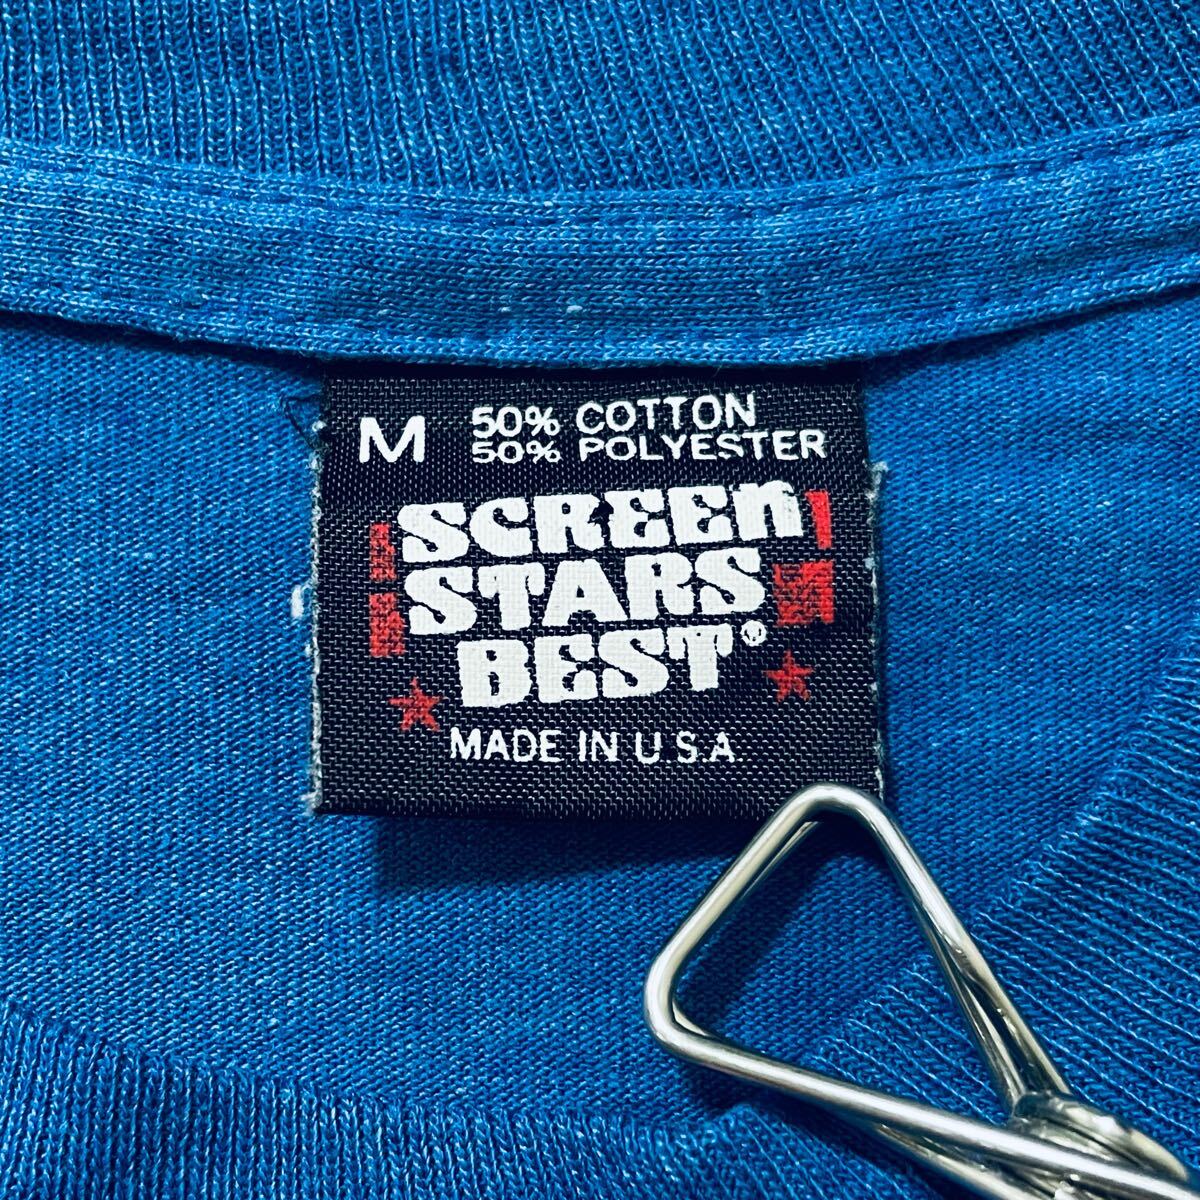 M 50% COTTON
50% POLYESTER
SCREEn
STARS
BEST®
MADE IN U.S.A.